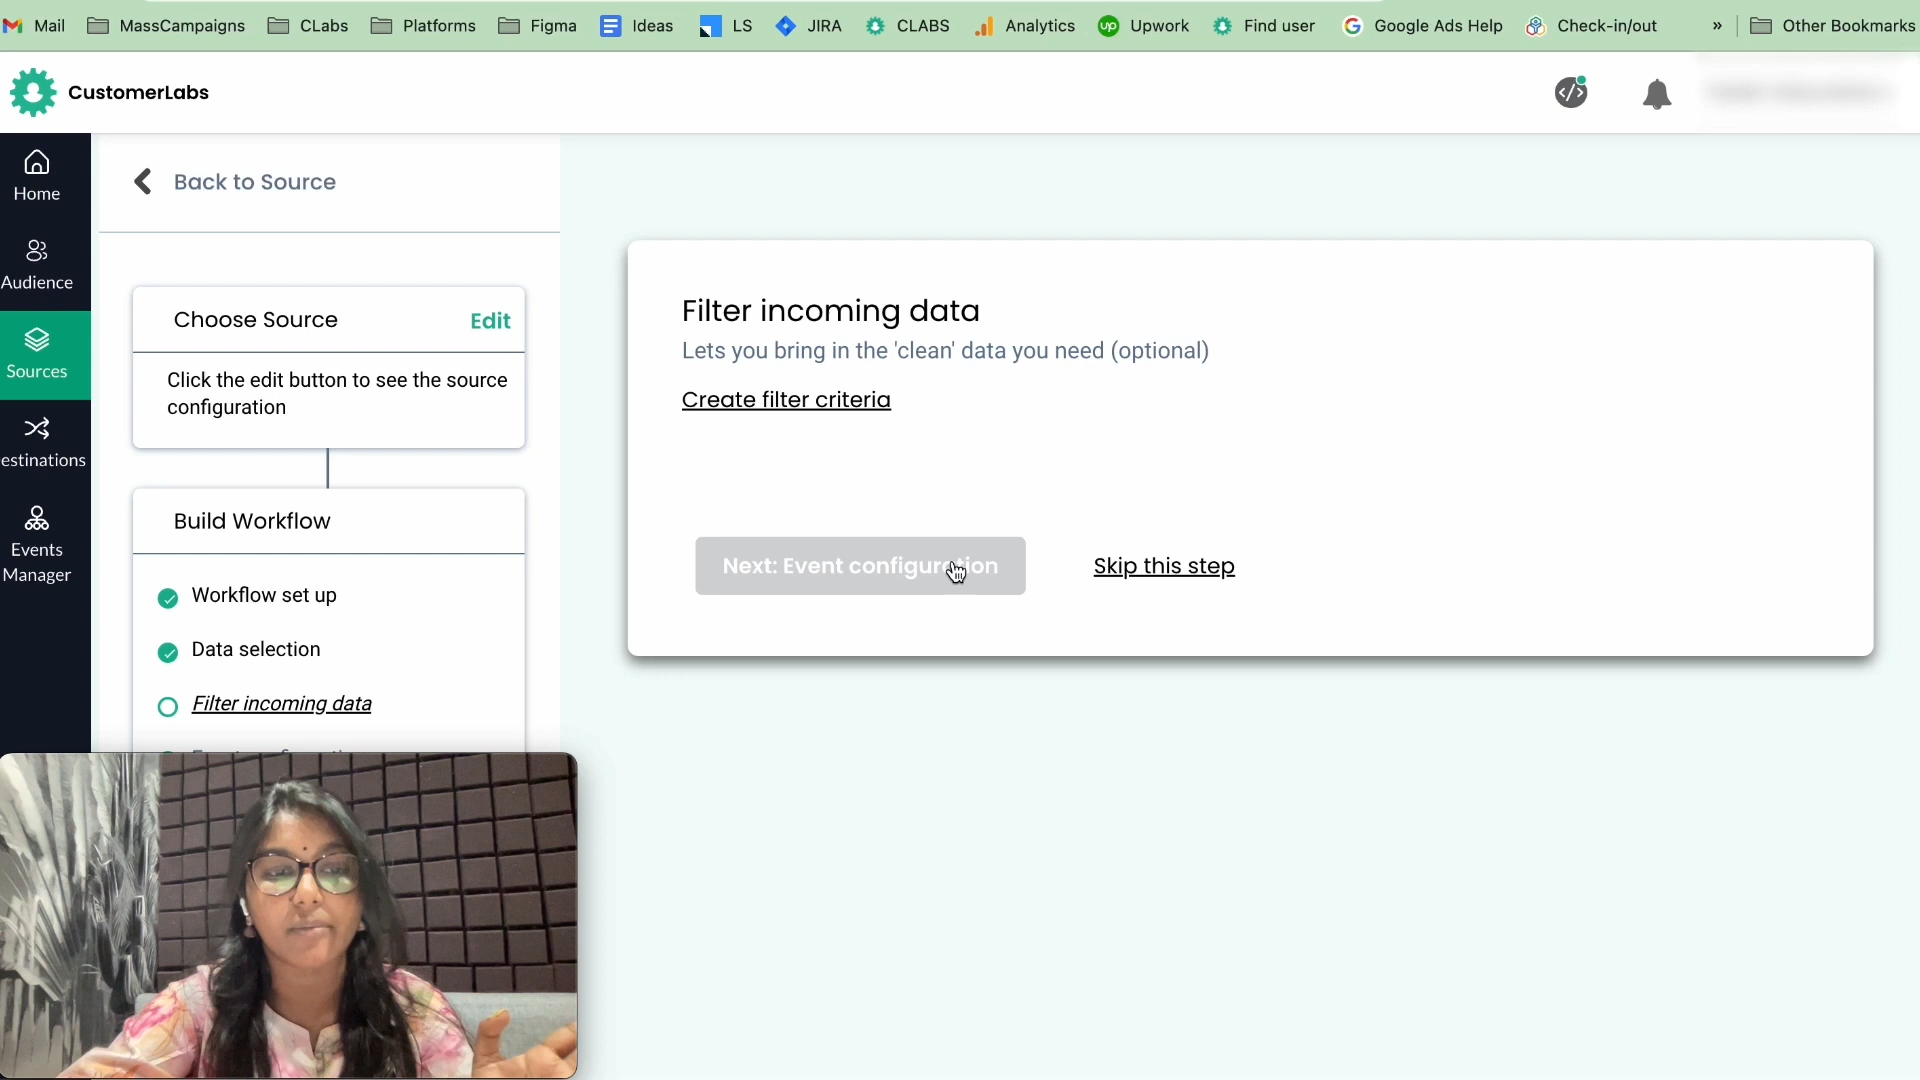 Mail
MassCampaigns
CLabs
Platforms
Figma
Ideas
LS
JIRA
CLABS
Analytics
up Upwork
Find user
Google Ads Help
Check-in/out
»
Other Bookmarks
CustomerLabs
Home
Audience
Sources
estinations
Events
Manager
Back to Source
Choose Source
Edit
Click the edit button to see the source
configuration
Build Workflow
Workflow set up
Data selection
Filter incoming data
Filter incoming data
Lets you bring in the 'clean' data you need (optional)
Create filter criteria
Next: Event configuration
Skip this step